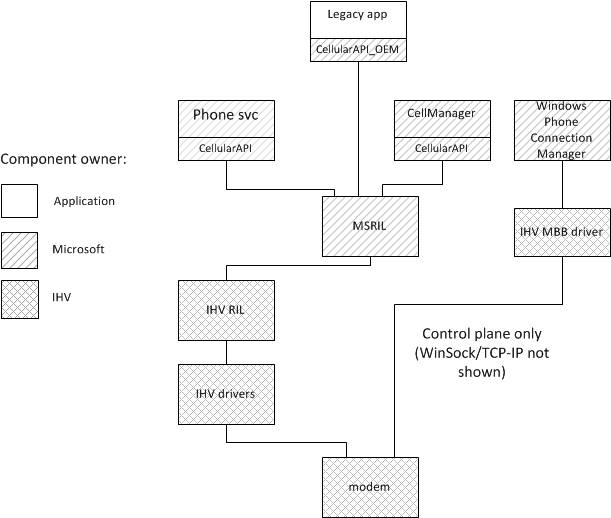 Legacy app
CellularAPI_OEM
Phone svc
CellularAPI
CellManager
CellularAPI
Windows
Phone
Connection
Manager
Component owner:
Application
Microsoft
IHV
MSRIL
IHV MBB driver
IHV RIL
Control plane only
(WinSock/TCP-IP not
shown)
IHV drivers
modem